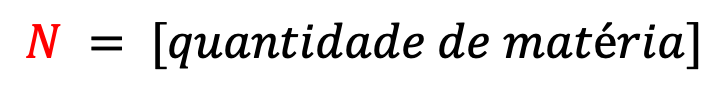 N = [quantidade de matéria]